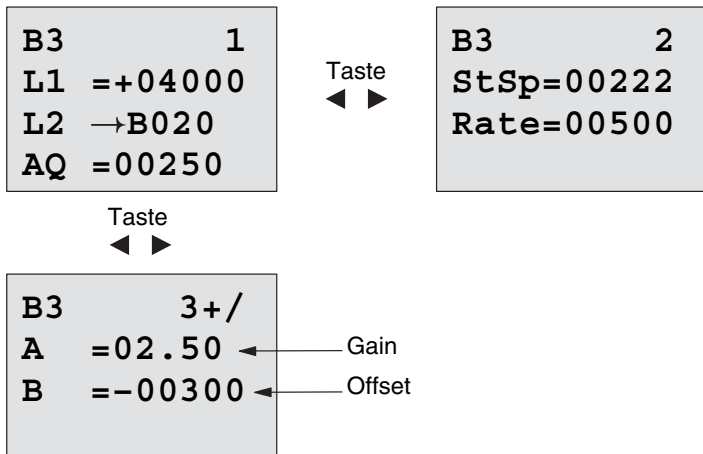 B3 1
L1 =+04000
L2 →B020
AQ =00250
Taste
◄ ►
B3 2
StSp=00222
Rate=00500
Taste
◄ ►
B3 3+/
A =02.50
B =-00300
Gain
Offset